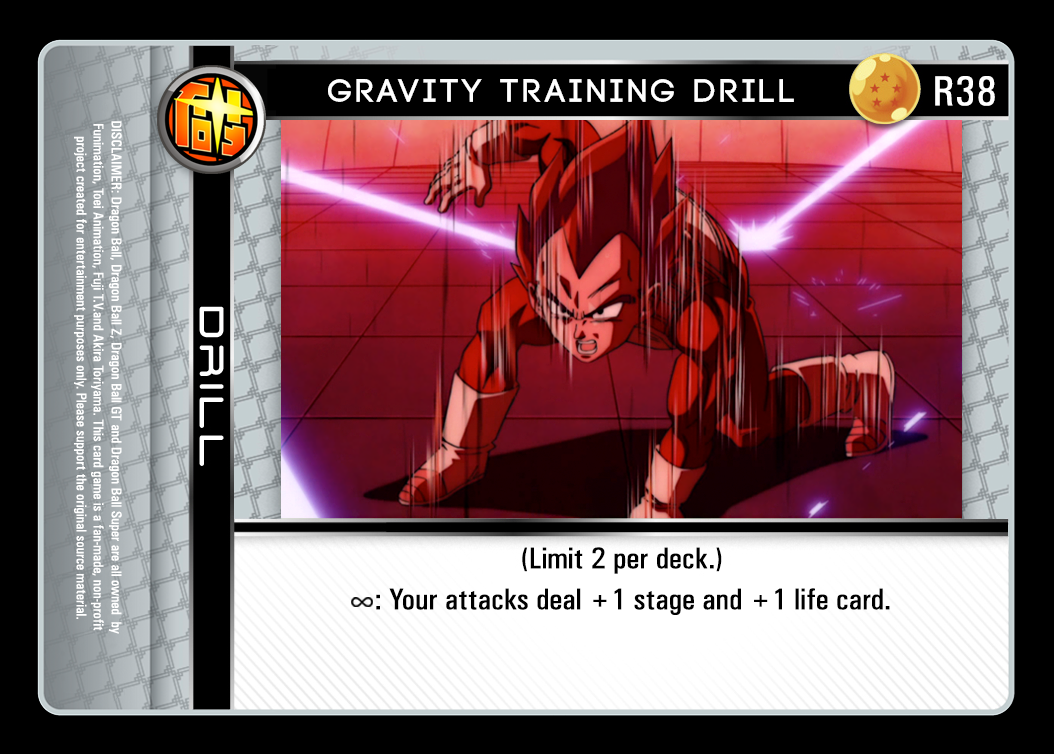 GRAVITY TRAINING DRILL
R38
DRILL
(Limit 2 per deck.)
∞: Your attacks deal +1 stage and +1 life card.
DISCLAIMER: Dragon Ball, Dragon Ball Z, Dragon Ball GT and Dragon Ball Super are all owned by
Funimation, Toei Animation, Fuji T.V.and Akira Toriyama. This card game is a fan-made, non-profit
project created for entertainment purposes only. Please support the original source material.